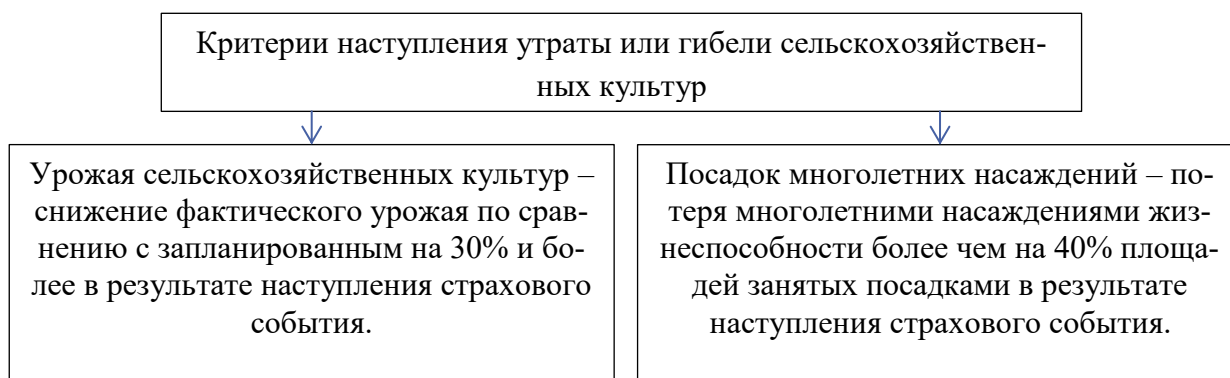 Критерии наступления утраты или гибели сельскохозяйствен-
ных культур
Урожая сельскохозяйственных культур –
снижение фактического урожая по срав-
нению с запланированным на 30% и бо-
лее в результате наступления страхового
события.
Посадок многолетних насаждений – по-
теря многолетними насаждениями жиз-
неспособности более чем на 40% площа-
дей занятых посадками в результате
наступления страхового события.